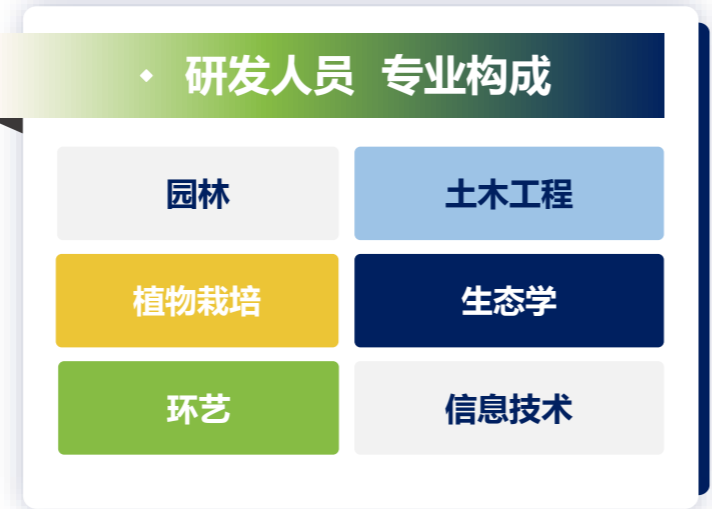 研发人员 专业构成
园林
土木工程
植物栽培
生态学
环艺
信息技术